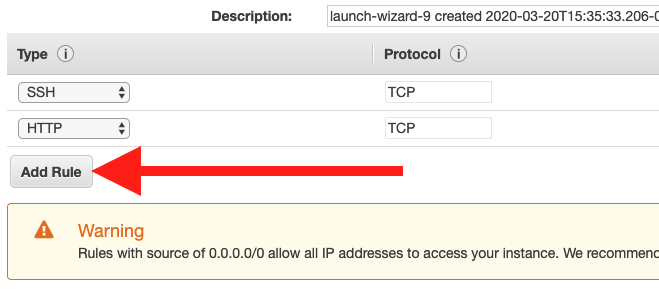 Description: launch-wizard-9 created 2020-03-20T15:35:33.206-0
Type i Protocol i
SSH TCP
HTTP TCP
Add Rule
Warning
Rules with source of 0.0.0.0/0 allow all IP addresses to access your instance. We recommend